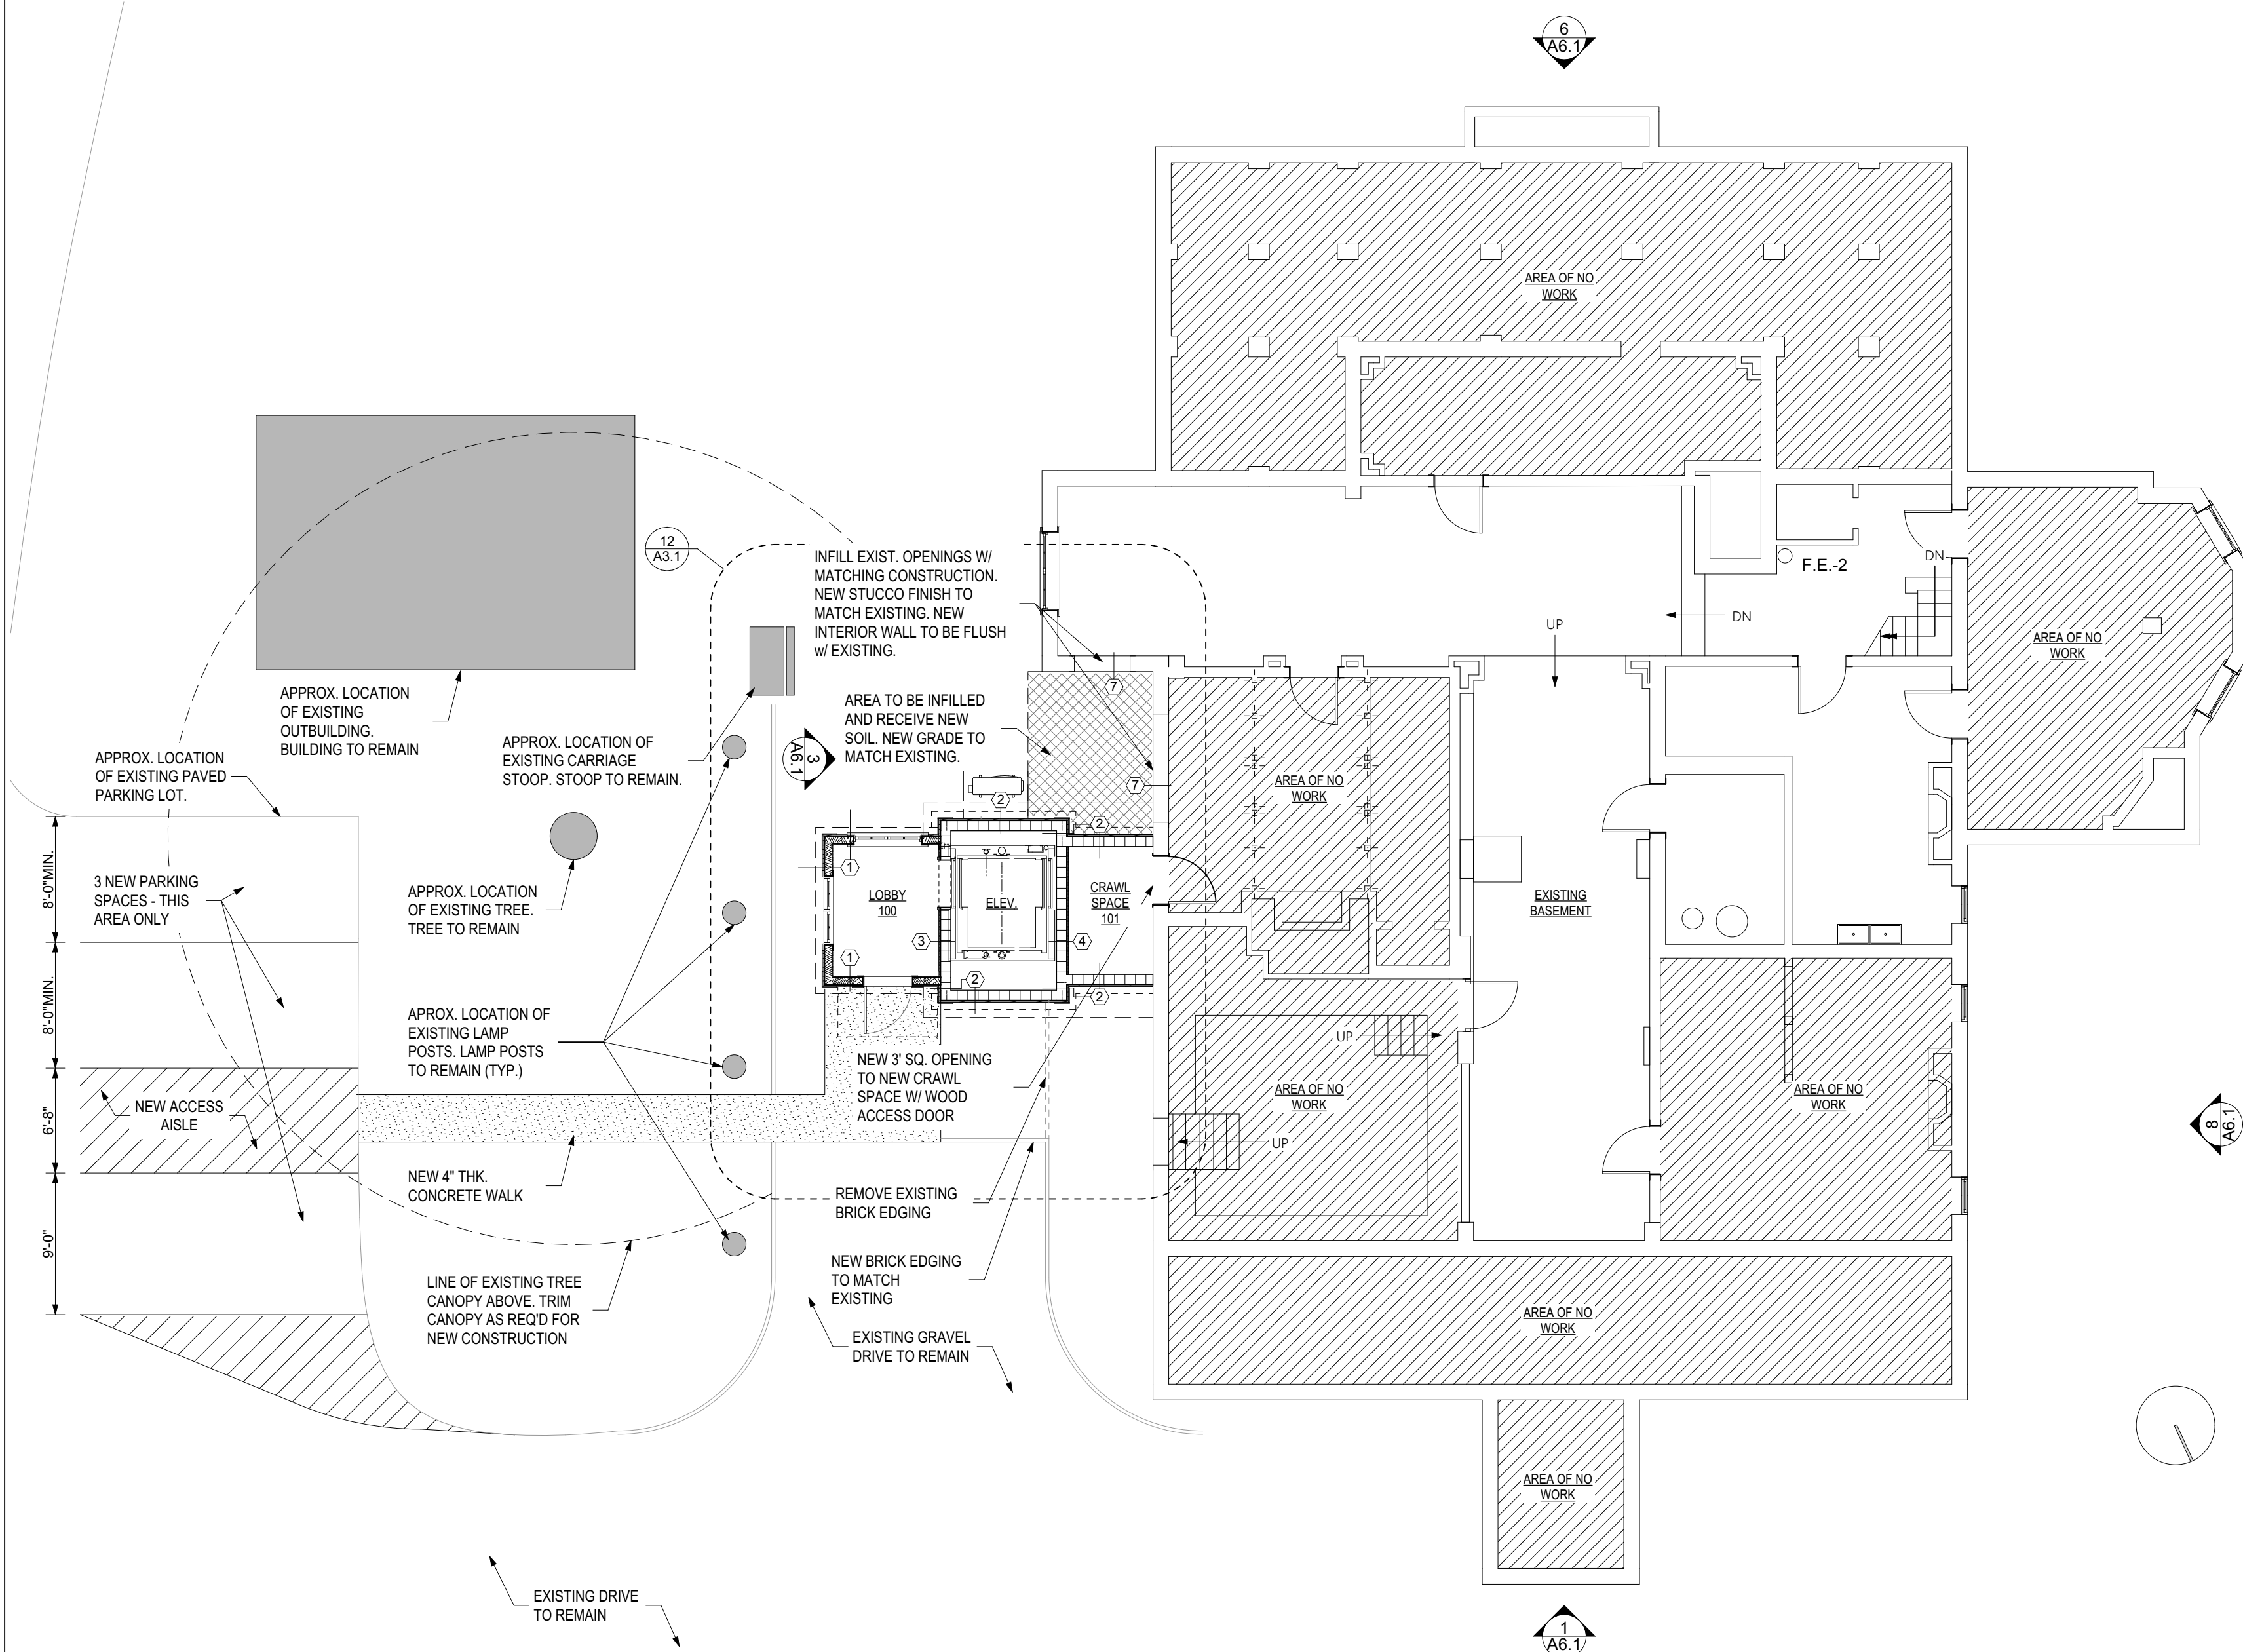 6
A6.1
AREA OF NO
WORK
12
A3.1
INFILL EXIST. OPENINGS W/
MATCHING CONSTRUCTION.
NEW STUCCO FINISH TO
MATCH EXISTING. NEW
INTERIOR WALL TO BE FLUSH
w/ EXISTING.
F.E.-2
DN
DN
UP
AREA OF NO
WORK
APPROX. LOCATION
OF EXISTING
OUTBUILDING.
BUILDING TO REMAIN
APPROX. LOCATION OF
EXISTING CARRIAGE
STOOP. STOOP TO REMAIN.
AREA TO BE INFILLED
AND RECEIVE NEW
SOIL. NEW GRADE TO
MATCH EXISTING.
7
7
3
A6.1
APPROX. LOCATION
OF EXISTING PAVED
PARKING LOT.
AREA OF NO
WORK
8'-0"MIN.
3 NEW PARKING
SPACES - THIS
AREA ONLY
APPROX. LOCATION
OF EXISTING TREE.
TREE TO REMAIN
2
2
1
LOBBY
100
ELEV.
CRAWL
SPACE
101
3
4
1
2
2
EXISTING
BASEMENT
8'-0"MIN.
APROX. LOCATION OF
EXISTING LAMP
POSTS. LAMP POSTS
TO REMAIN (TYP.)
NEW 3' SQ. OPENING
TO NEW CRAWL
SPACE W/ WOOD
ACCESS DOOR
UP
AREA OF NO
WORK
AREA OF NO
WORK
6'-8"
NEW ACCESS
AISLE
UP
8
A6.1
NEW 4" THK.
CONCRETE WALK
REMOVE EXISTING
BRICK EDGING
9'-0"
NEW BRICK EDGING
TO MATCH
EXISTING
LINE OF EXISTING TREE
CANOPY ABOVE. TRIM
CANOPY AS REQ'D FOR
NEW CONSTRUCTION
EXISTING GRAVEL
DRIVE TO REMAIN
AREA OF NO
WORK
AREA OF NO
WORK
EXISTING DRIVE
TO REMAIN
1
A6.1